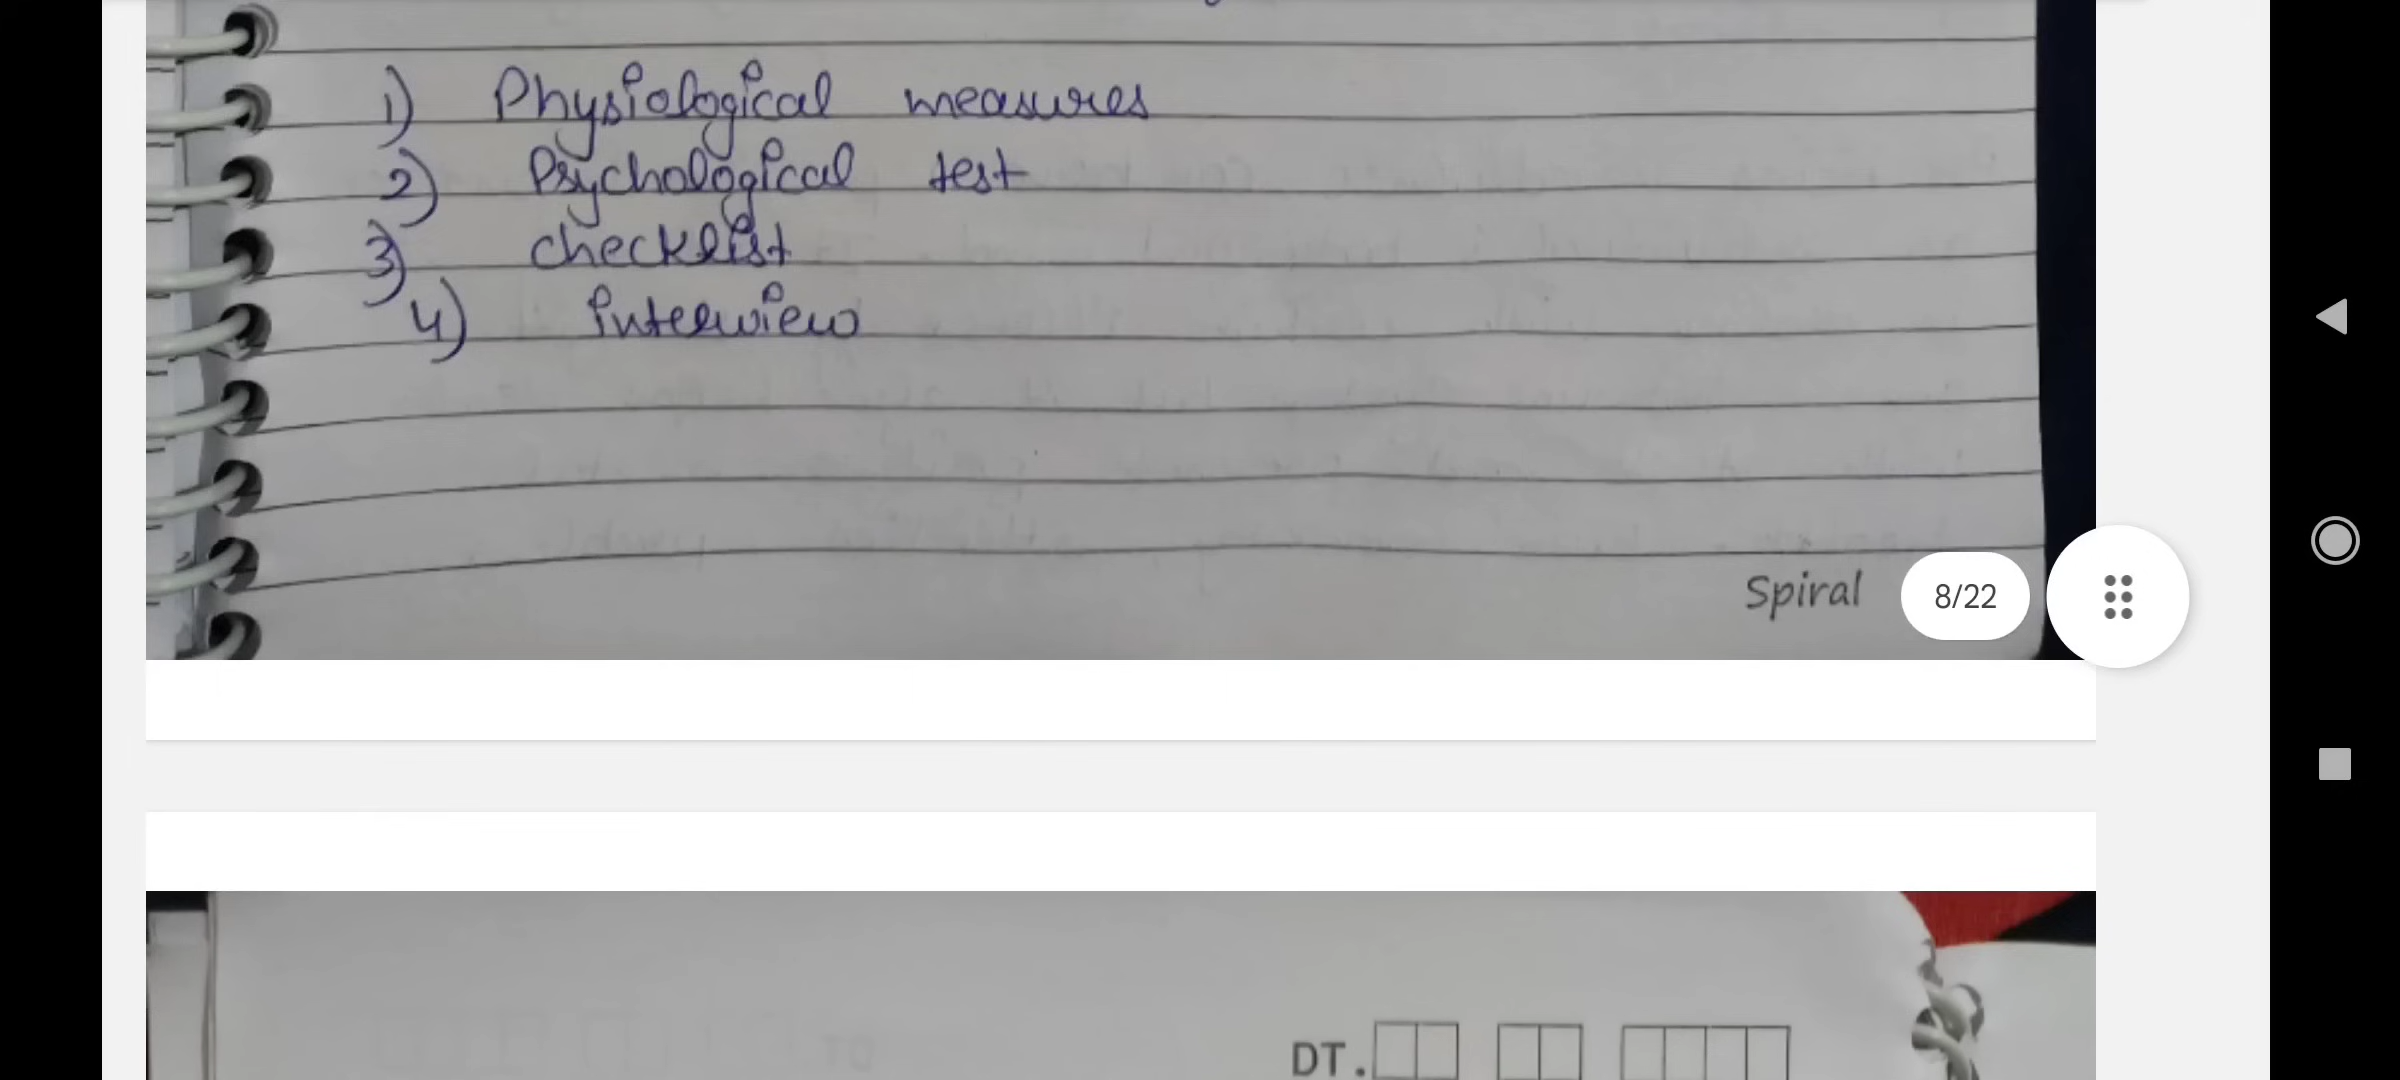 1) Physiological measures
2) Psychological test
3) checklist
4) interview
Spiral
8/22
DT.